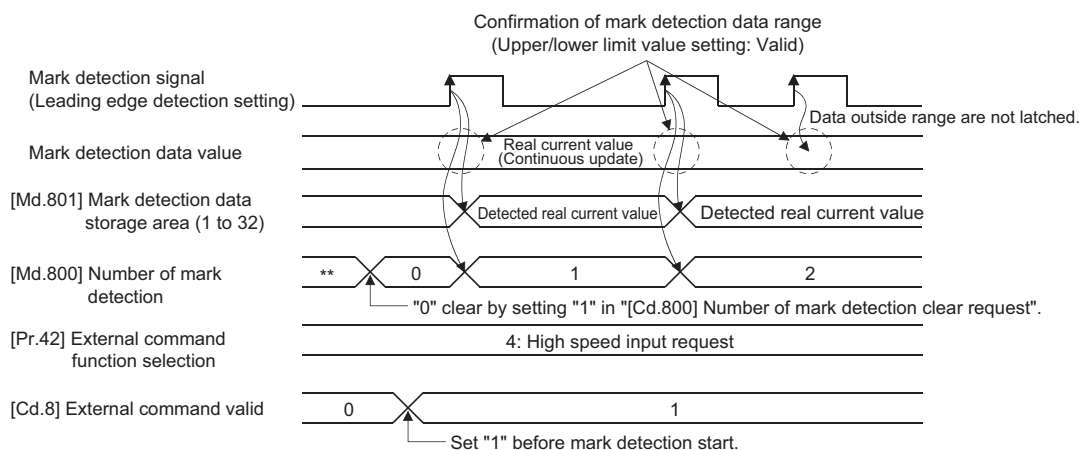 Confirmation of mark detection data range
(Upper/lower limit value setting: Valid)
Mark detection signal
(Leading edge detection setting)
Data outside range are not latched.
Mark detection data value
Real current value
(Continuous update)
[Md.801] Mark detection data
storage area (1 to 32)
Detected real current value
Detected real current value
[Md.800] Number of mark
detection
**
0
1
2
"0" clear by setting "1" in "[Cd.800] Number of mark detection clear request".
[Pr.42] External command
function selection
4: High speed input request
[Cd.8] External command valid
0
1
Set "1" before mark detection start.